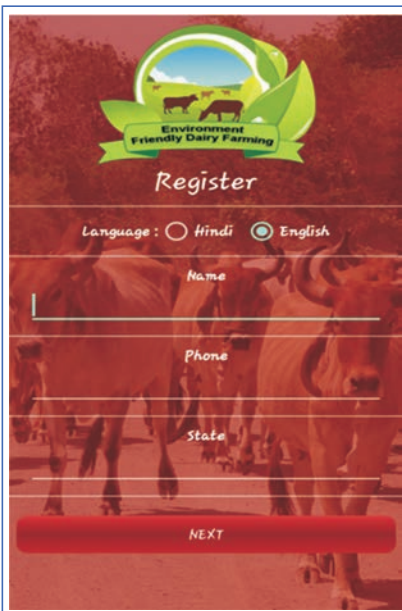 Environment
Friendly Dairy Farming
Register
Language : Hindi English
Name
Phone
State
NEXT